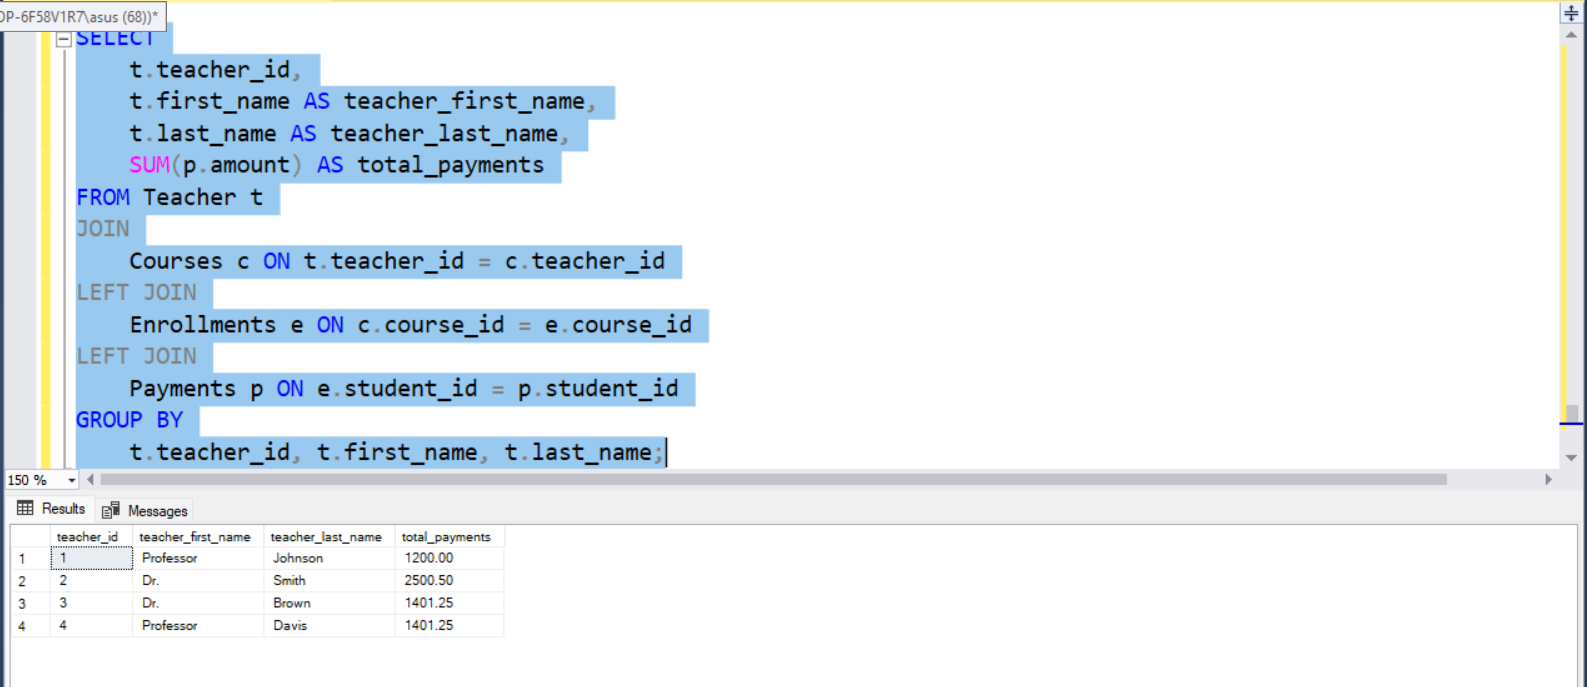 OP-6F58V1R7\asus (68))*
SELECT
t.teacher_id,
t.first_name AS teacher_first_name,
t.last_name AS teacher_last_name,
SUM(p.amount) AS total_payments
FROM Teacher t
JOIN
Courses c ON t.teacher_id = c.teacher_id
LEFT JOIN
Enrollments e ON c.course_id = e.course_id
LEFT JOIN
Payments p ON e.student_id = p.student_id
GROUP BY
t.teacher_id, t.first_name, t.last_name;
150 %
Results Messages
teacher_id teacher_first_name teacher_last_name total_payments
1 1 Professor Johnson 1200.00
2 2 Dr. Smith 2500.50
3 3 Dr. Brown 1401.25
4 4 Professor Davis 1401.25